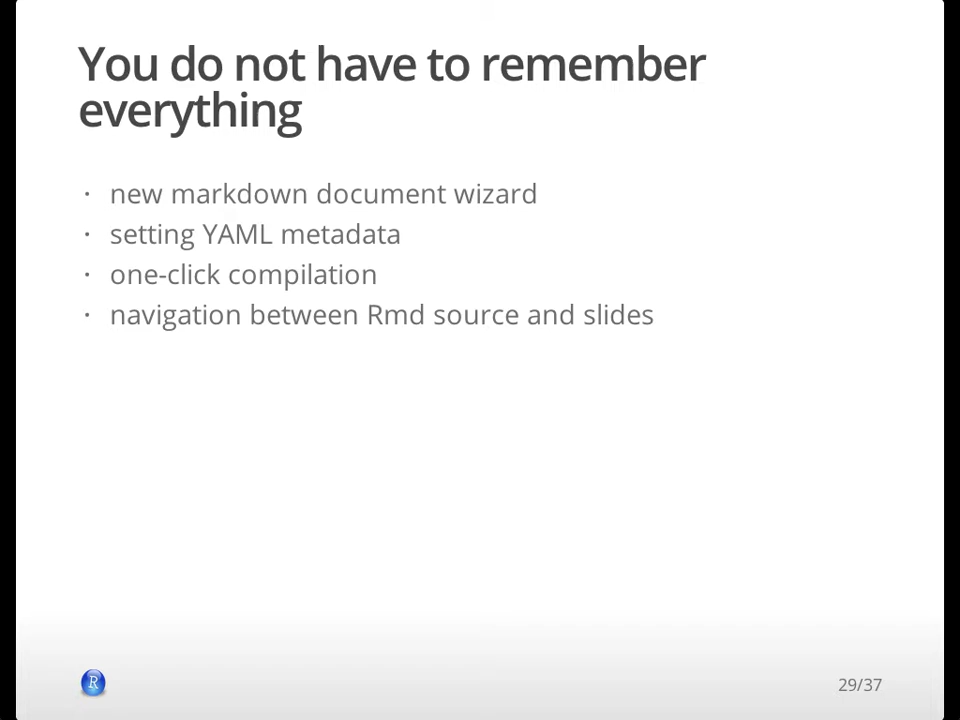 You do not have to remember
everything
· new markdown document wizard
· setting YAML metadata
· one-click compilation
· navigation between Rmd source and slides
R
29/37